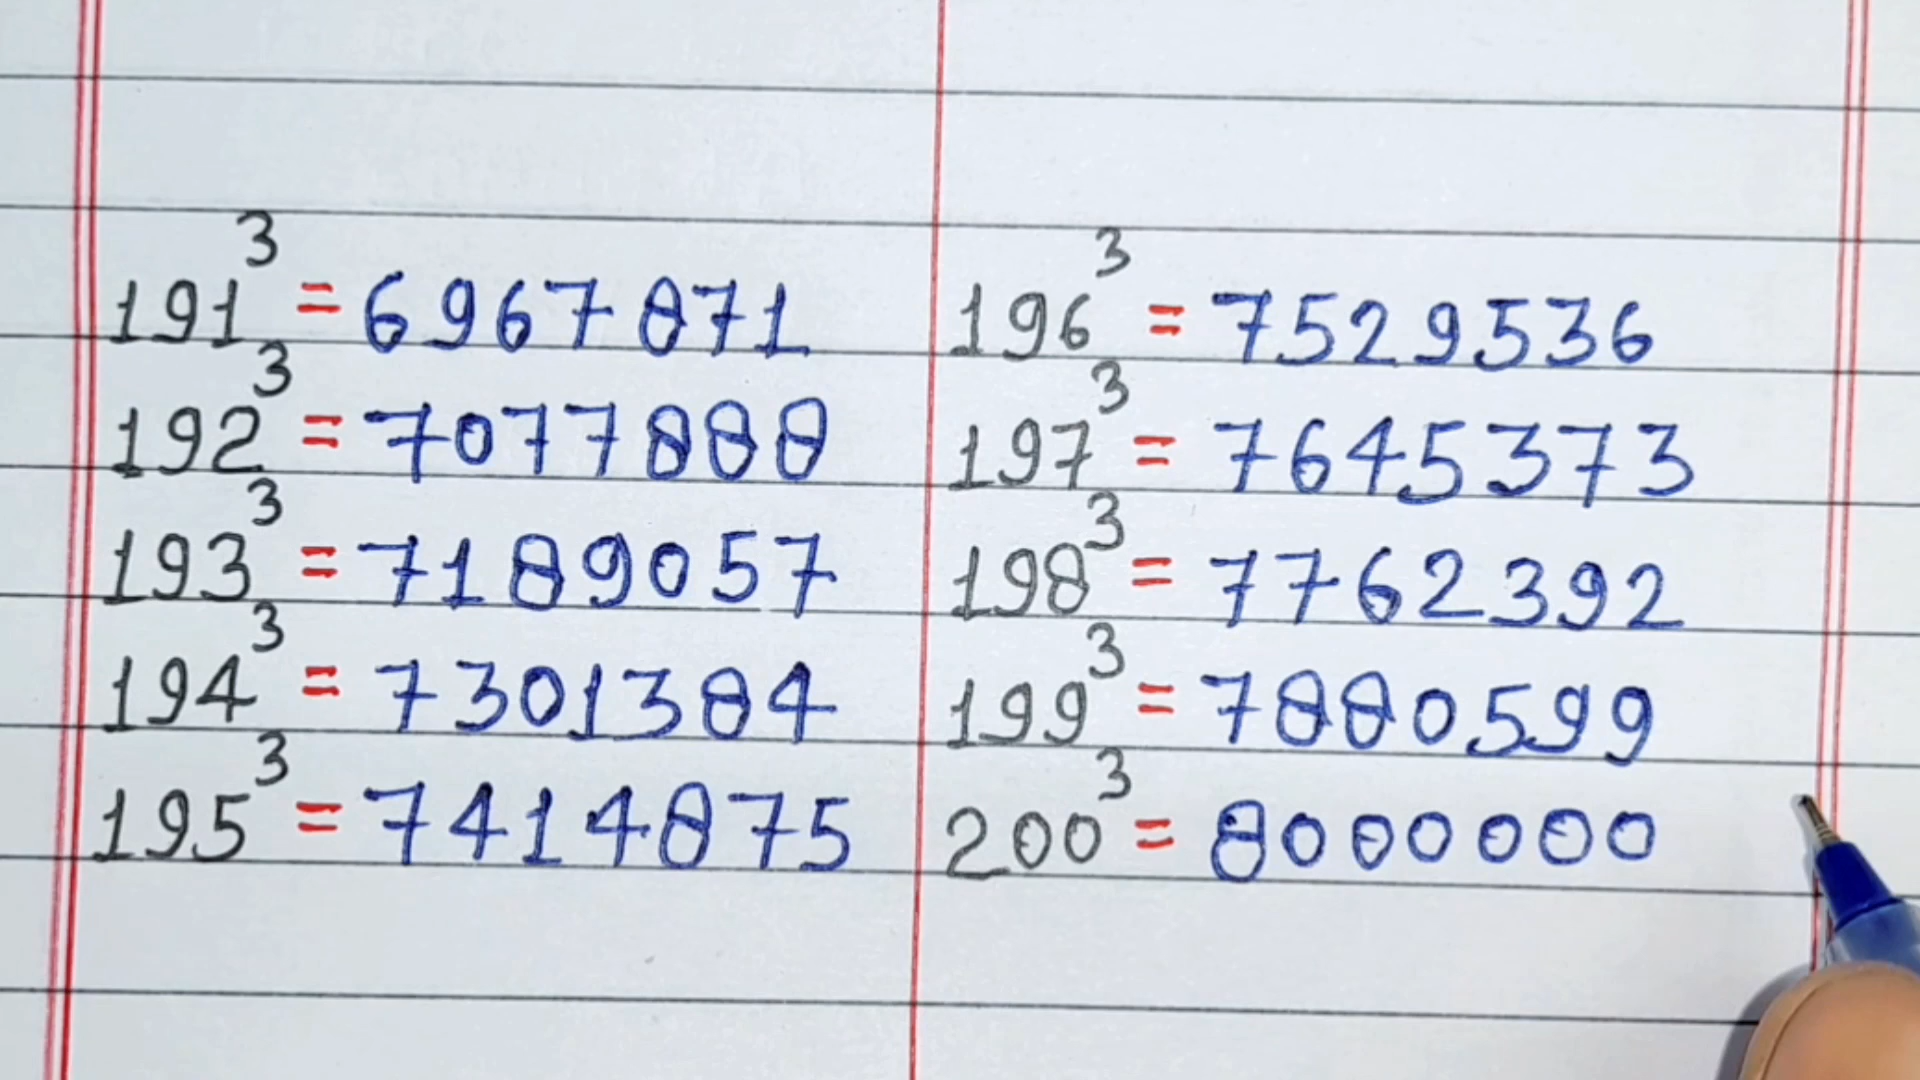 191³ = 6967871
192³ = 7077888
193³ = 7189057
194³ = 7301384
195³ = 7414875
196³ = 7529536
197³ = 7645373
198³ = 7762392
199³ = 7880599
200³ = 8000000